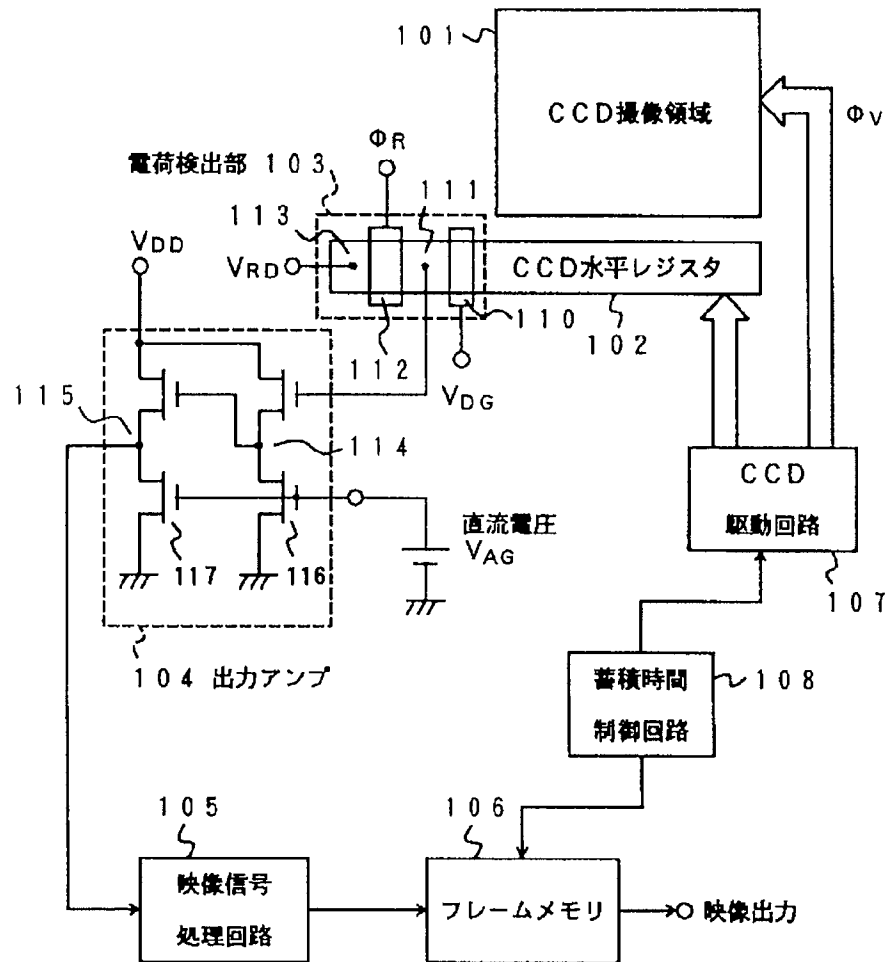 101
CCD撮像領域
ΦV
ΦR
電荷検出部 103
111
113
VDD
VRD
CCD水平レジスタ
110
102
112
VDG
115
114
CCD
駆動回路
直流電圧
VAG
117
116
107
104 出力アンプ
蓄積時間
制御回路
108
105
106
映像信号
処理回路
フレームメモリ
映像出力